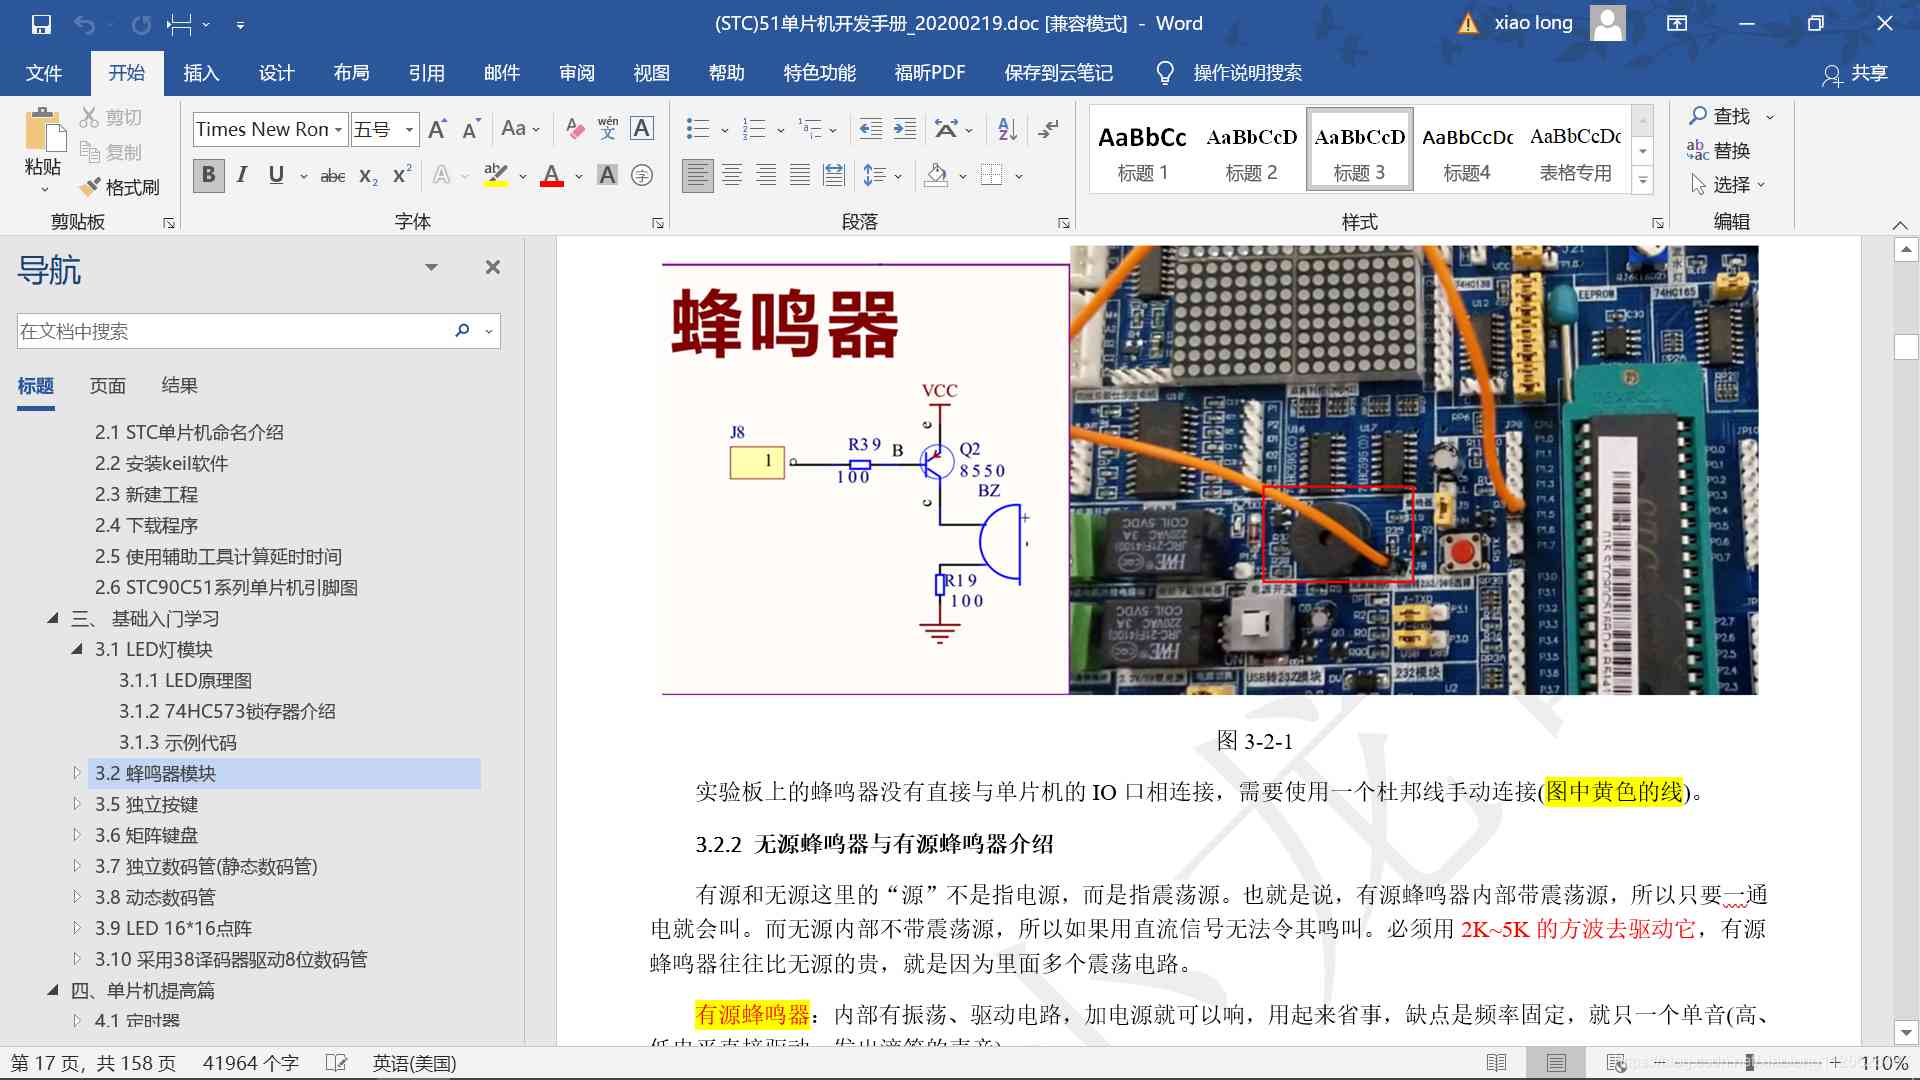 (STC)51单片机开发手册_20200219.doc [兼容模式] - Word
xiao long
文件 开始 插入 设计 布局 引用 邮件 审阅 视图 帮助 特色功能 福昕PDF 保存到云笔记 操作说明搜索 共享
粘贴 剪切 复制 格式刷
剪贴板
Times New Ron 五号
字体
段落
AaBbCc AaBbCcD AaBbCcD AaBbCcDc AaBbCcDc
标题 1 标题 2 标题 3 标题4 表格专用
样式
查找
替换
选择
编辑
导航
在文档中搜索
标题 页面 结果
2.1 STC单片机命名介绍
2.2 安装keil软件
2.3 新建工程
2.4 下载程序
2.5 使用辅助工具计算延时时间
2.6 STC90C51系列单片机引脚图
三、 基础入门学习
3.1 LED灯模块
3.1.1 LED原理图
3.1.2 74HC573锁存器介绍
3.1.3 示例代码
3.2 蜂鸣器模块
3.5 独立按键
3.6 矩阵键盘
3.7 独立数码管(静态数码管)
3.8 动态数码管
3.9 LED 16*16点阵
3.10 采用38译码器驱动8位数码管
四、单片机提高篇
4.1 定时器
蜂鸣器
VCC
J8
1
R39
100
B
e
c
Q2
8550
BZ
R19
100
图 3-2-1
实验板上的蜂鸣器没有直接与单片机的 IO 口相连接，需要使用一个杜邦线手动连接(图中黄色的线)。
3.2.2 无源蜂鸣器与有源蜂鸣器介绍
有源和无源这里的“源”不是指电源，而是指震荡源。也就是说，有源蜂鸣器内部带震荡源，所以只要一通
电就会叫。而无源内部不带震荡源，所以如果用直流信号无法令其鸣叫。必须用 2K~5K 的方波去驱动它，有源
蜂鸣器往往比无源的贵，就是因为里面多个震荡电路。
有源蜂鸣器：内部有振荡、驱动电路，加电源就可以响，用起来省事，缺点是频率固定，就只一个单音(高、
第 17 页，共 158 页 41964 个字 英语(美国) 110%